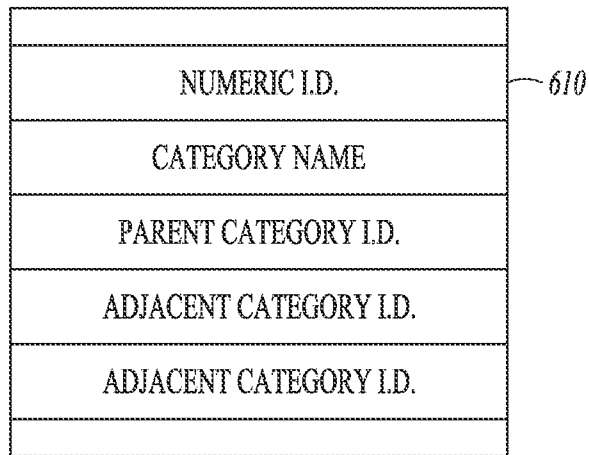 NUMERIC I.D.
610
CATEGORY NAME
PARENT CATEGORY I.D.
ADJACENT CATEGORY I.D.
ADJACENT CATEGORY I.D.